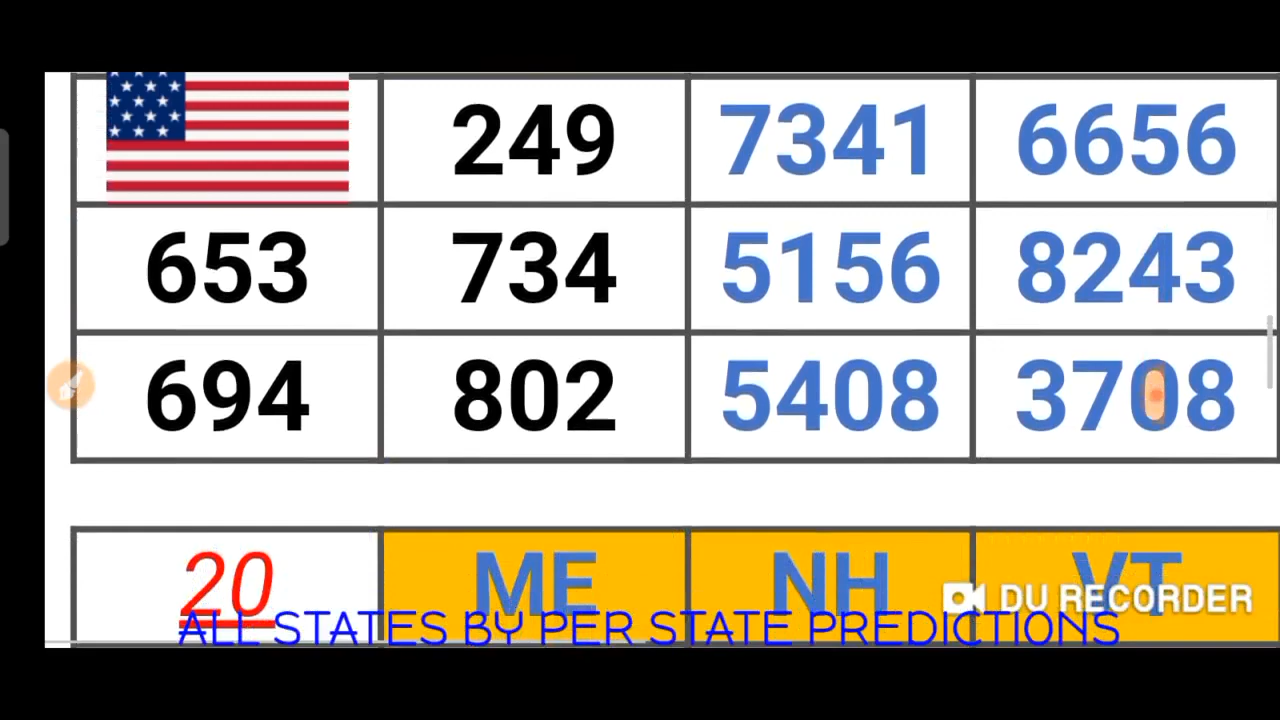 249 7341 6656
653 734 5156 8243
694 802 5408 3708
20 ME NH VT
DU RECORDER
ALL STATES BY PER STATE PREDICTIONS